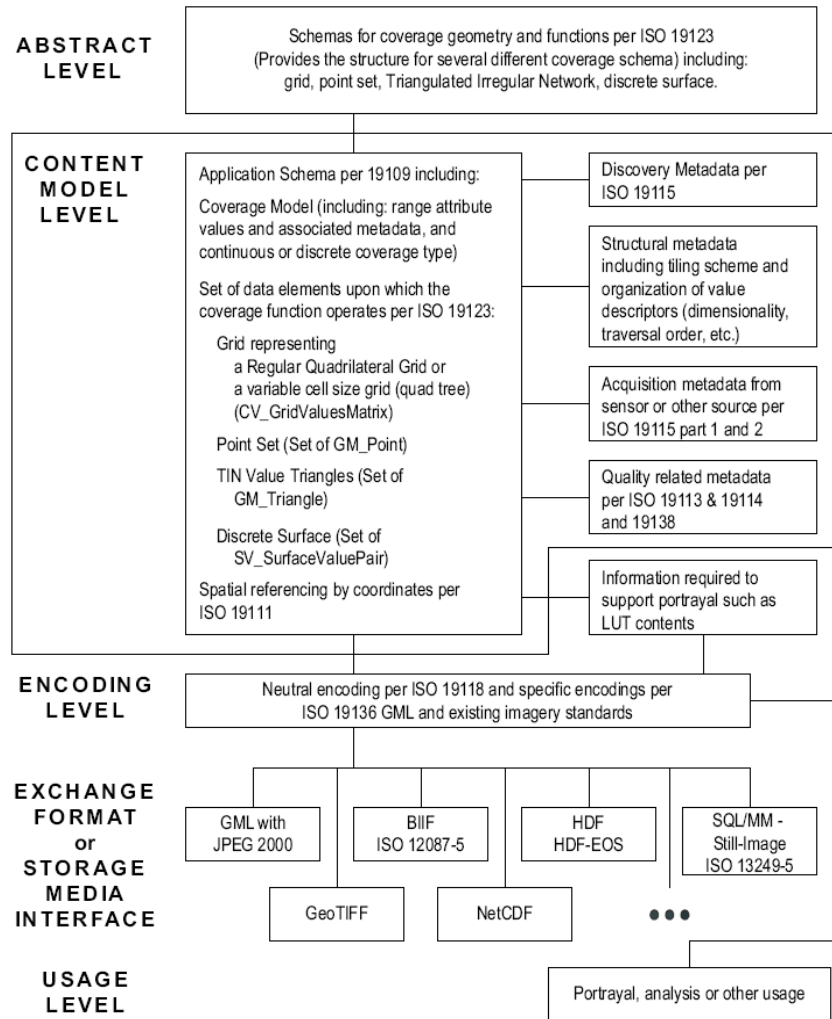 ABSTRACT
LEVEL
Schemas for coverage geometry and functions per ISO 19123
(Provides the structure for several different coverage schema) including:
grid, point set, Triangulated Irregular Network, discrete surface.
CONTENT
MODEL
LEVEL
Application Schema per 19109 including:
Coverage Model (including: range attribute
values and associated metadata, and
continuous or discrete coverage type)
Set of data elements upon which the
coverage function operates per ISO 19123:
Grid representing
a Regular Quadrilateral Grid or
a variable cell size grid (quad tree)
(CV_GridValuesMatrix)
Point Set (Set of GM_Point)
TIN Value Triangles (Set of
GM_Triangle)
Discrete Surface (Set of
SV_SurfaceValuePair)
Spatial referencing by coordinates per
ISO 19111
Discovery Metadata per
ISO 19115
Structural metadata
including tiling scheme and
organization of value
descriptors (dimensionality,
traversal order, etc.)
Acquisition metadata from
sensor or other source per
ISO 19115 part 1 and 2
Quality related metadata
per ISO 19113 & 19114
and 19138
Information required to
support portrayal such as
LUT contents
ENCODING
LEVEL
Neutral encoding per ISO 19118 and specific encodings per
ISO 19136 GML and existing imagery standards
EXCHANGE
FORMAT
or
STORAGE
MEDIA
INTERFACE
GML with
JPEG 2000
BIIF
ISO 12087-5
HDF
HDF-EOS
SQL/MM -
Still-Image
ISO 13249-5
GeoTIFF
NetCDF
●●●
USAGE
LEVEL
Portrayal, analysis or other usage